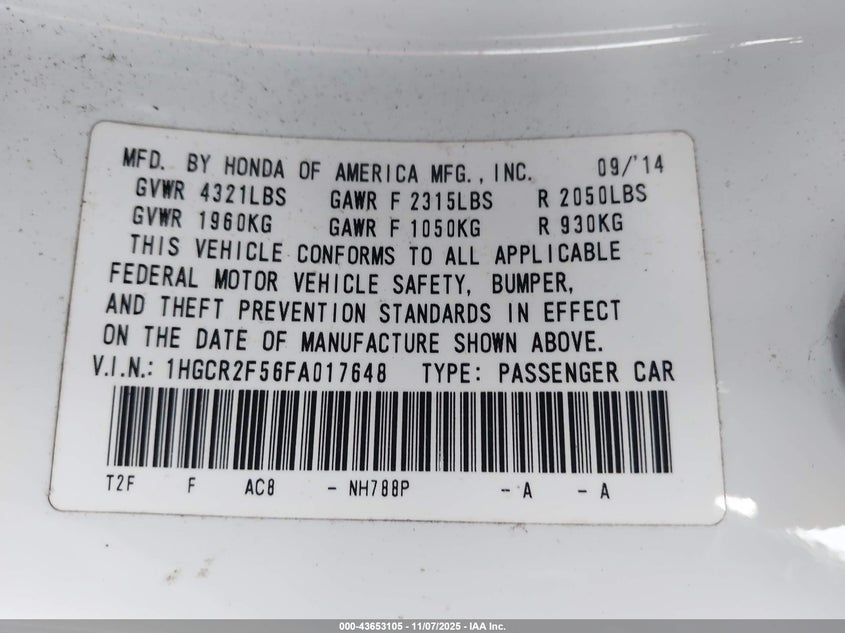 MFD. BY HONDA OF AMERICA MFG., INC. 09/'14
GVWR 4321LBS GAWR F 2315LBS R 2050LBS
GVWR 1960KG GAWR F 1050KG R 930KG
THIS VEHICLE CONFORMS TO ALL APPLICABLE
FEDERAL MOTOR VEHICLE SAFETY, BUMPER,
AND THEFT PREVENTION STANDARDS IN EFFECT
ON THE DATE OF MANUFACTURE SHOWN ABOVE.
V.I.N.: 1HGCR2F56FA017648 TYPE: PASSENGER CAR
T2F F AC8 - NH788P - A - A
000-43653105 - 11/07/2025 - IAA Inc.